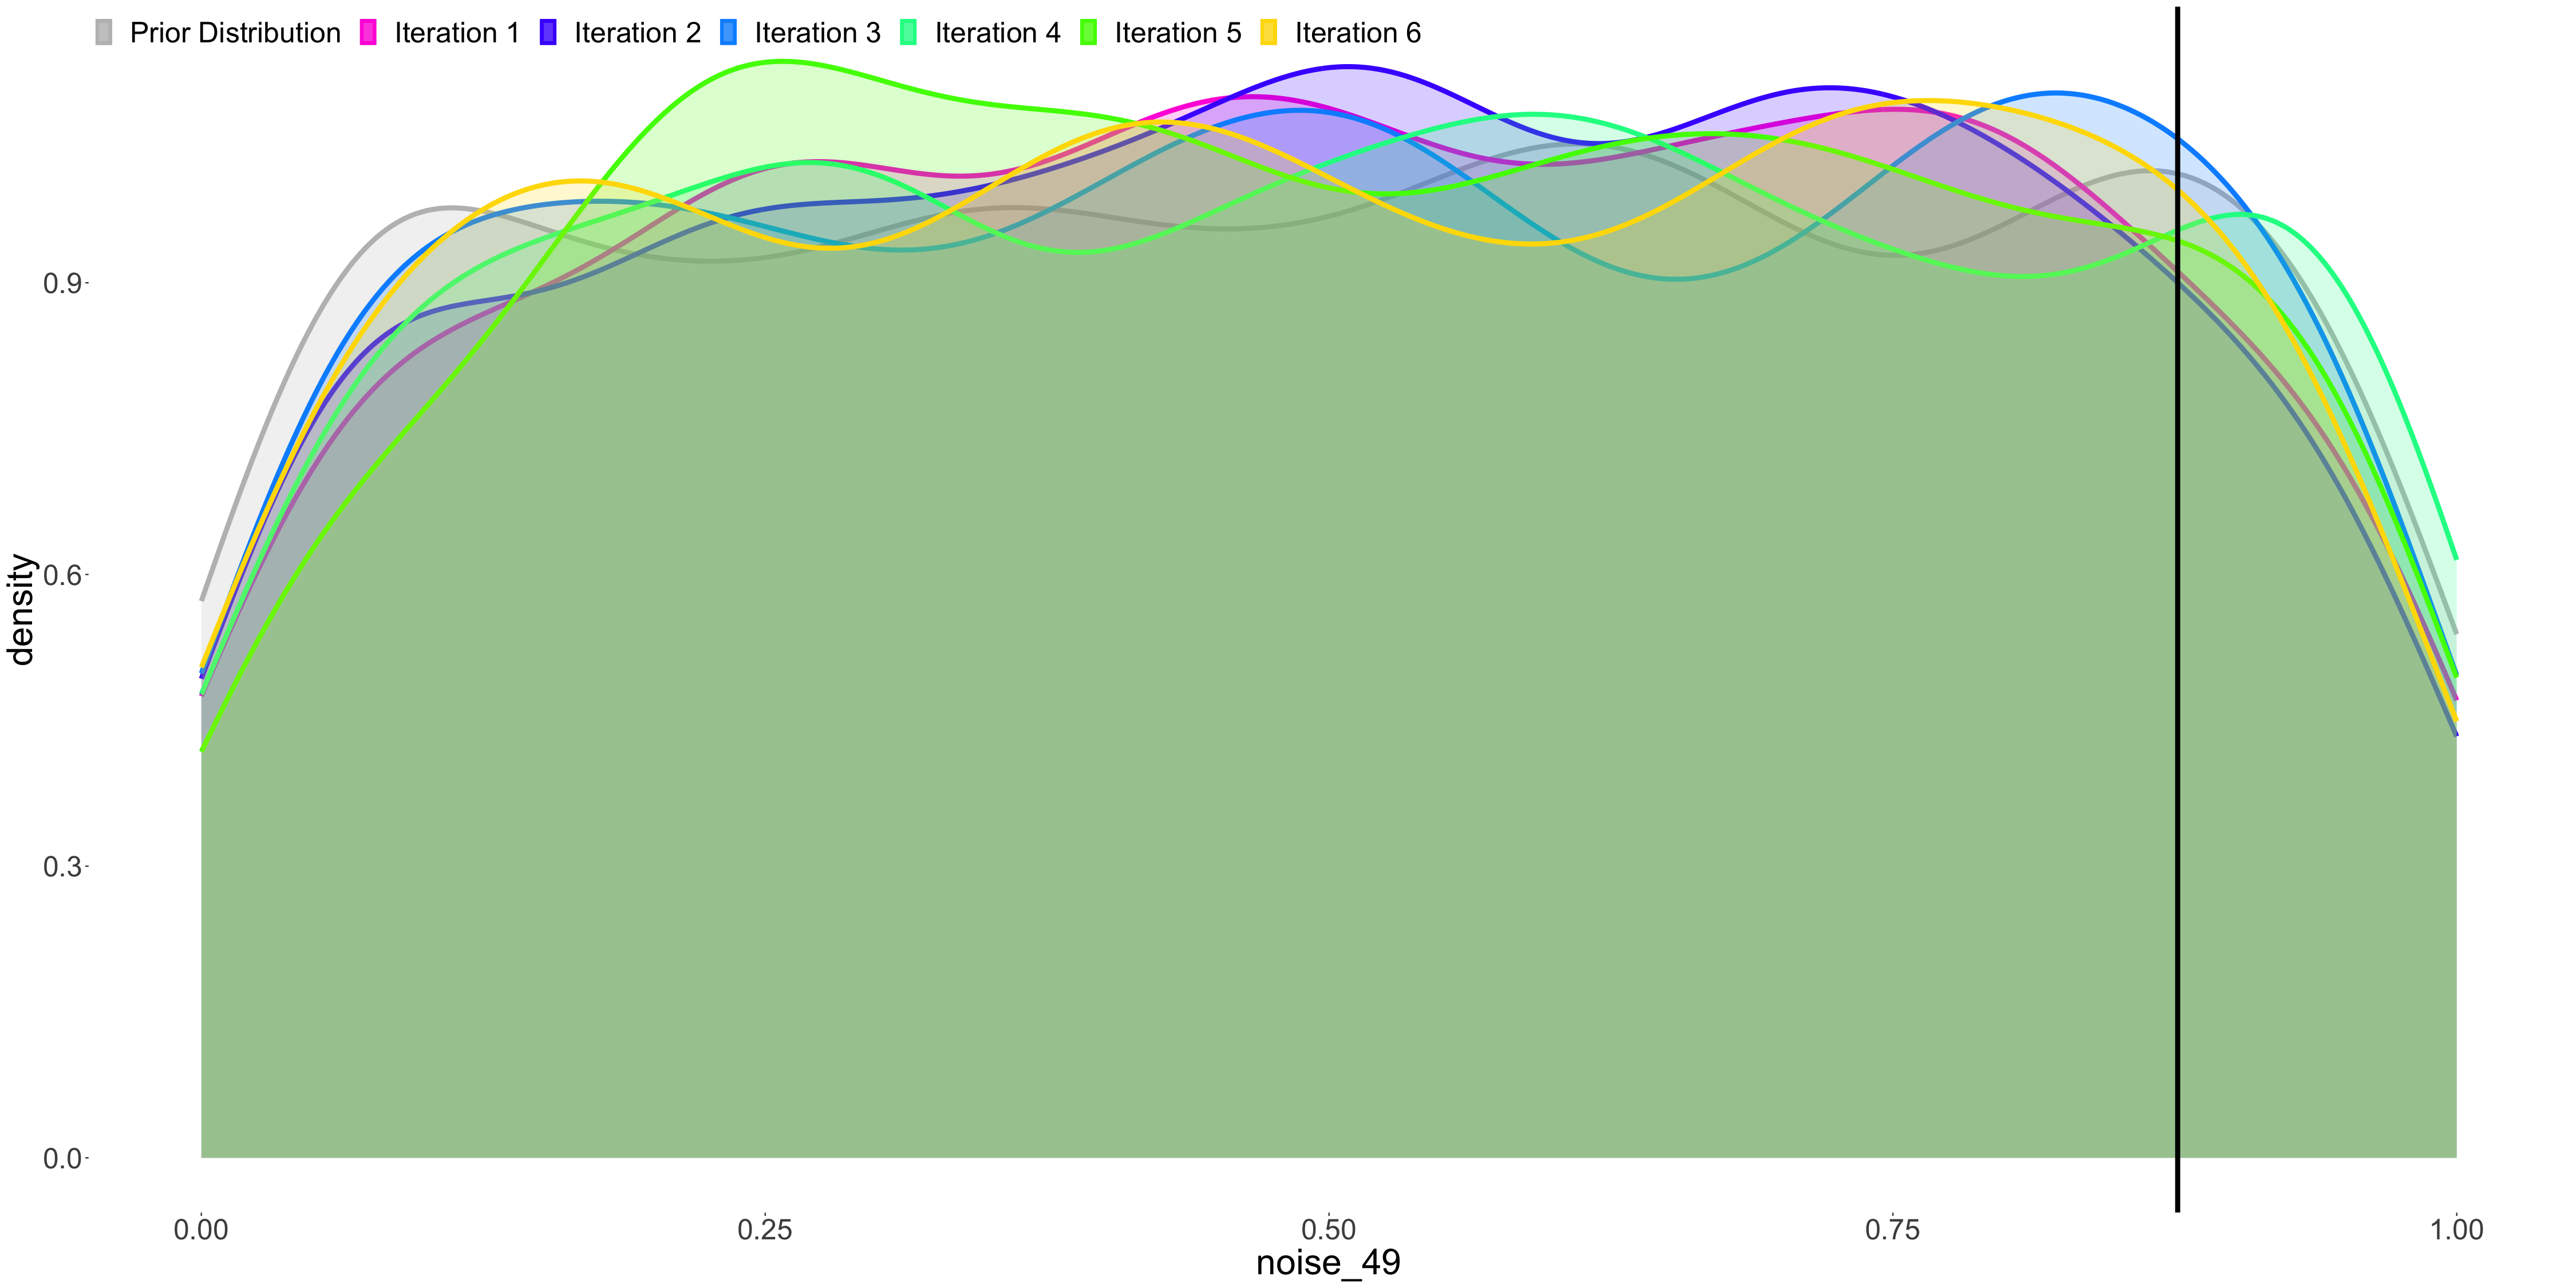 Prior Distribution Iteration 1 Iteration 2 Iteration 3 Iteration 4 Iteration 5 Iteration 6
density
0.9
0.6
0.3
0.0
0.00 0.25 0.50 0.75 1.00
noise_49